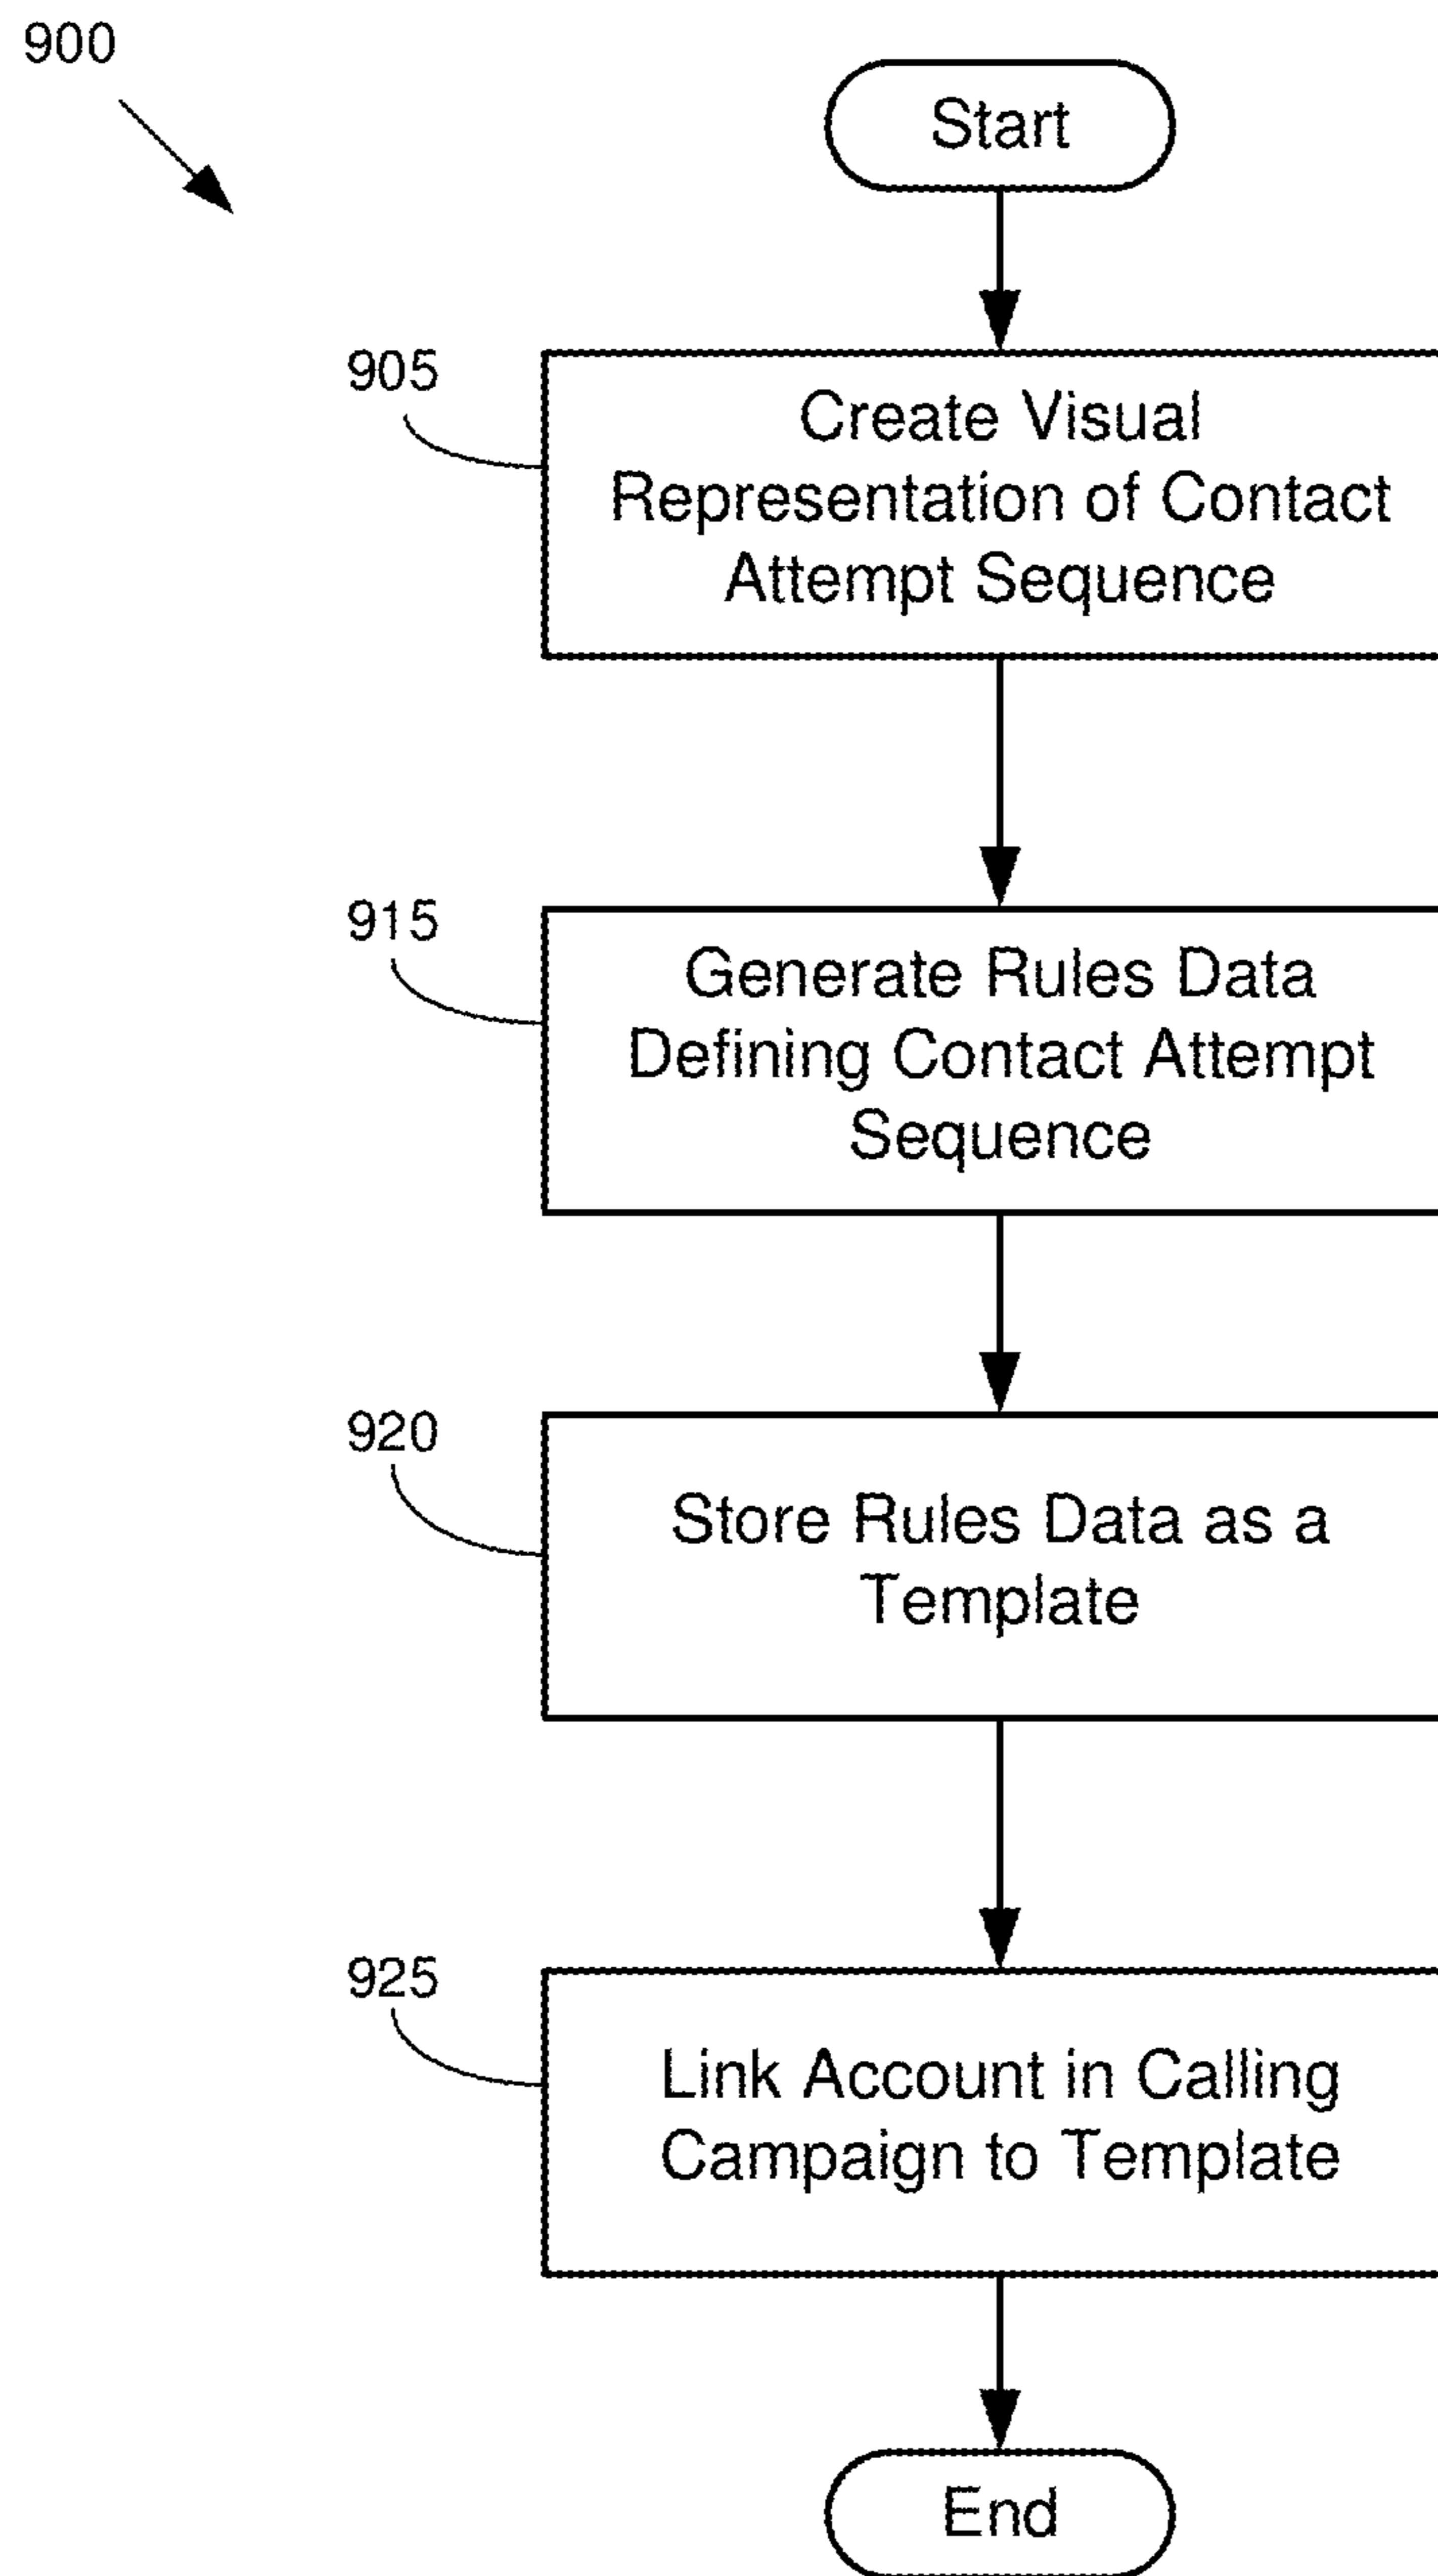 900
Start
905
Create Visual
Representation of Contact
Attempt Sequence
915
Generate Rules Data
Defining Contact Attempt
Sequence
920
Store Rules Data as a
Template
925
Link Account in Calling
Campaign to Template
End